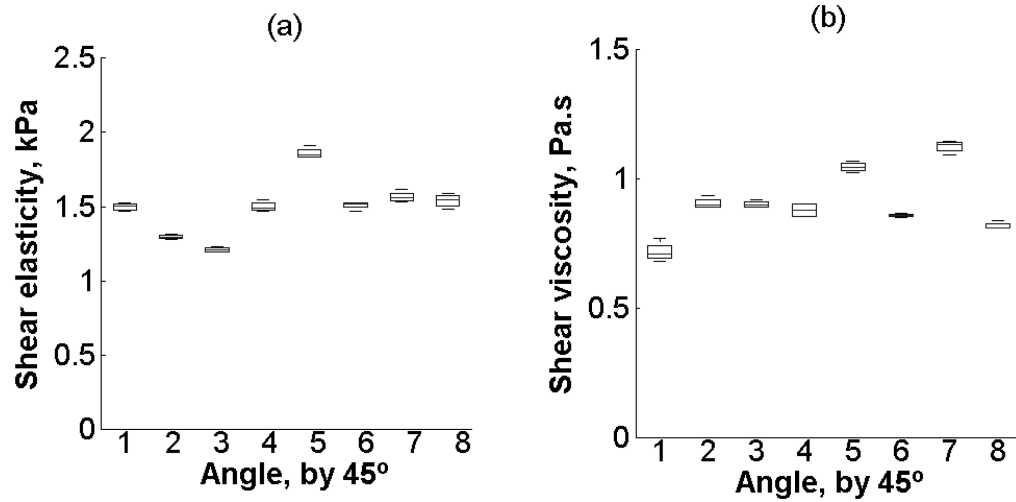 (a)
Shear elasticity, kPa
2.5
2
1.5
1
0.5
0
1 2 3 4 5 6 7 8
Angle, by 45º
(b)
Shear viscosity, Pa.s
1.5
1
0.5
0
1 2 3 4 5 6 7 8
Angle, by 45º